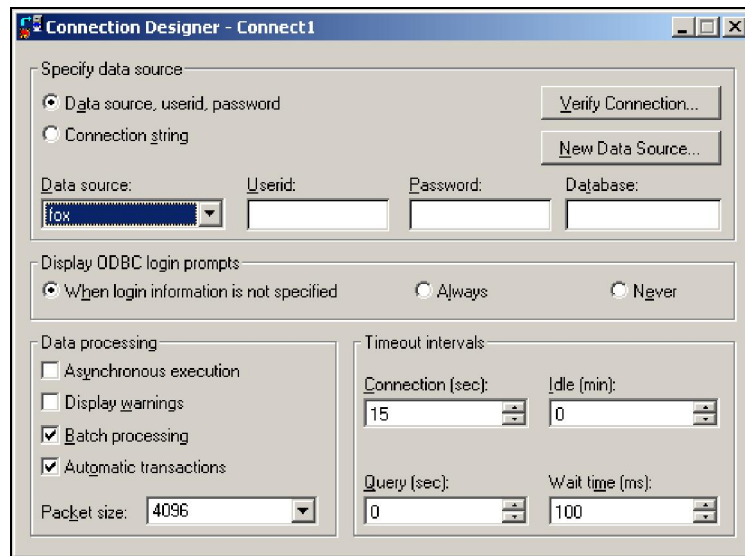 Connection Designer - Connect1
Specify data source
Data source, userid, password
Verify Connection...
Connection string
New Data Source...
Data source: Userid: Password: Database:
fox
Display ODBC login prompts
When login information is not specified Always Never
Data processing
Asynchronous execution
Display warnings
Batch processing
Automatic transactions
Packet size: 4096
Timeout intervals
Connection (sec): Idle (min):
15 0
Query (sec): Wait time (ms):
0 100